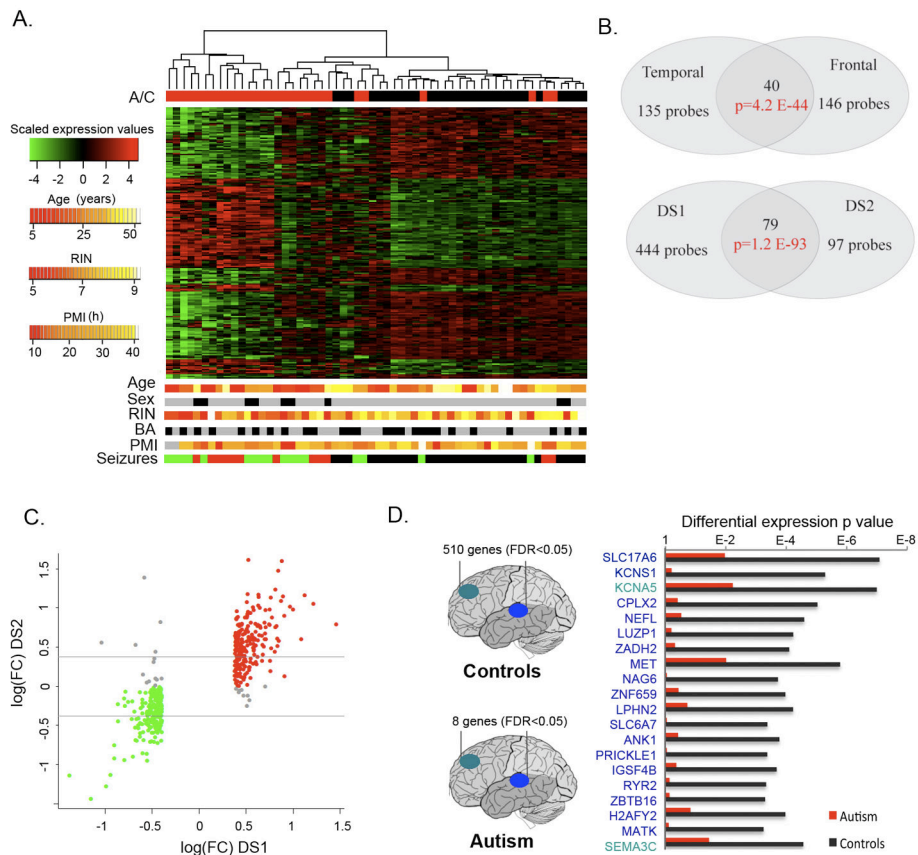 A.
A/C
Scaled expression values
-4 -2 0 2 4
Age (years)
5 25 50
RIN
5 7 9
PMI (h)
10 20 30 40
Age
Sex
RIN
BA
PMI
Seizures
B.
Temporal
135 probes
40
p=4.2 E-44
Frontal
146 probes
DS1
444 probes
79
p=1.2 E-93
DS2
97 probes
C.
log(FC) DS2
1.5
1
0.5
0
-0.5
-1
-1 -0.5 0 0.5 1 1.5
log(FC) DS1
D.
510 genes (FDR<0.05)
Controls
8 genes (FDR<0.05)
Autism
Differential expression p value
1 E-2 E-4 E-6 E-8
SLC17A6
KCNS1
KCNA5
CPLX2
NEFL
LUZP1
ZADH2
MET
NAG6
ZNF659
LPHN2
SLC6A7
ANK1
PRICKLE1
IGSF4B
RYR2
ZBTB16
H2AFY2
MATK
SEMA3C
Autism
Controls